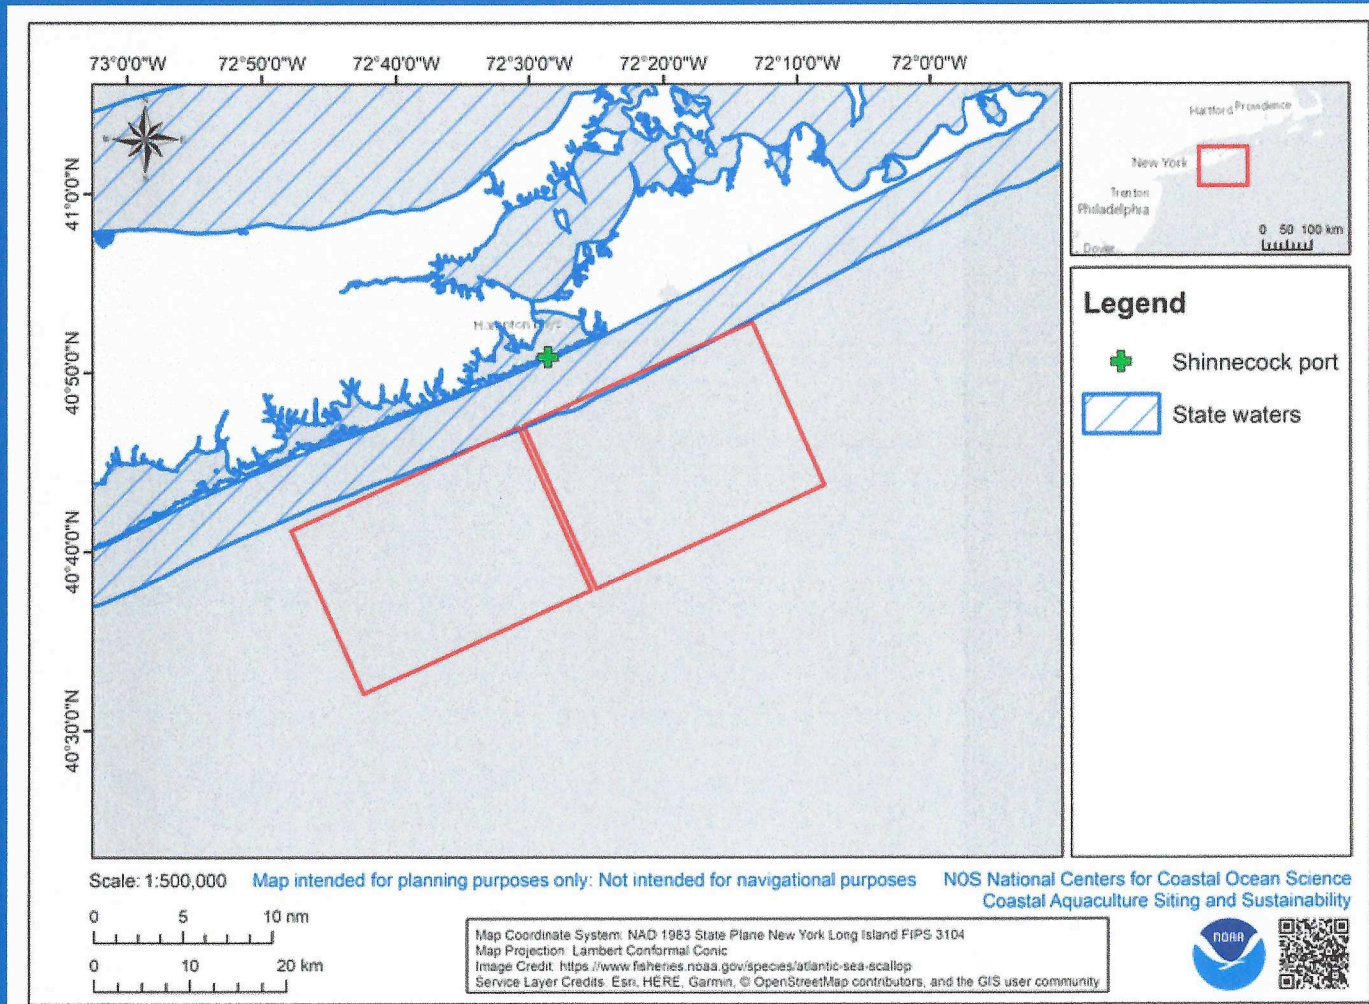 73°0'0"W 72°50'0"W 72°40'0"W 72°30'0"W 72°20'0"W 72°10'0"W 72°0'0"W
N
W E
S
41°0'0"N
40°50'0"N
40°40'0"N
40°30'0"N
Hampton Bays
Hartford Providence
New York
Trenton
Philadelphia
Dover
0 50 100 km
Legend
Shinnecock port
State waters
Scale: 1:500,000 Map intended for planning purposes only: Not intended for navigational purposes
NOS National Centers for Coastal Ocean Science
Coastal Aquaculture Siting and Sustainability
0 5 10 nm
0 10 20 km
Map Coordinate System: NAD 1983 State Plane New York Long Island FIPS 3104
Map Projection: Lambert Conformal Conic
Image Credit: https://www.fisheries.noaa.gov/species/atlantic-sea-scallop
Service Layer Credits: Esri, HERE, Garmin, © OpenStreetMap contributors, and the GIS user community
NOAA